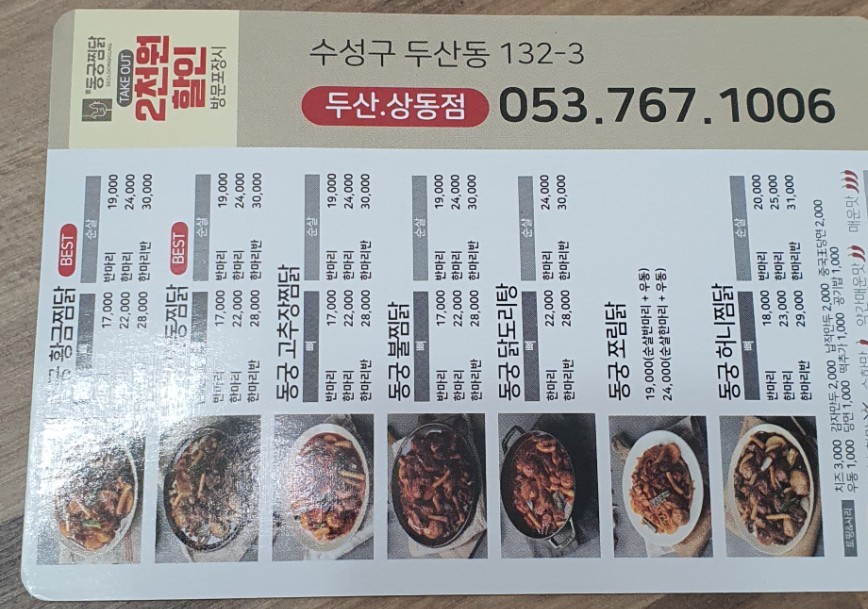 동궁찜닭
TAKE OUT
2천원
할인
방문포장시
수성구 두산동 132-3
두산.상동점 053.767.1006
황금찜닭 BEST
순살
반마리 17,000 반마리 19,000
한마리 22,000 한마리 24,000
한마리반 28,000 한마리반 30,000
찜닭 BEST
순살
반마리 17,000 반마리 19,000
한마리 22,000 한마리 24,000
한마리반 28,000 한마리반 30,000
동궁 고추장찜닭
뼈 순살
반마리 17,000 반마리 19,000
한마리 22,000 한마리 24,000
한마리반 28,000 한마리반 30,000
동궁 불찜닭
뼈 순살
반마리 17,000 반마리 19,000
한마리 22,000 한마리 24,000
한마리반 28,000 한마리반 30,000
동궁 닭도리탕
뼈 순살
한마리 22,000 한마리 24,000
한마리반 28,000 한마리반 30,000
동궁 쪼림닭
19,000(순살반마리 + 우동)
24,000(순살한마리 + 우동)
동궁 허니찜닭
뼈 순살
반마리 18,000 반마리 20,000
한마리 23,000 한마리 25,000
한마리반 29,000 한마리반 31,000
토핑&사리
치즈 3,000 감자만두 2,000 납작만두 2,000 중국王당면 2,000
우동 1,000 당면 1,000 떡추가 1,000 공기밥 1,000
약간매운맛 매운맛